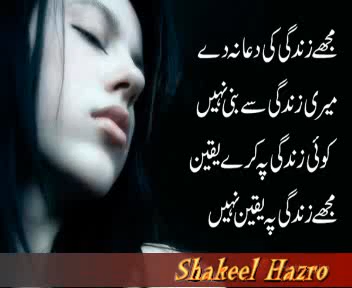 مجھے زندگی کی دعا نہ دے
میری زندگی سے بنی نہیں
کوئی زندگی پہ کرے یقین
مجھے زندگی پہ یقین نہیں
Shakeel Hazro